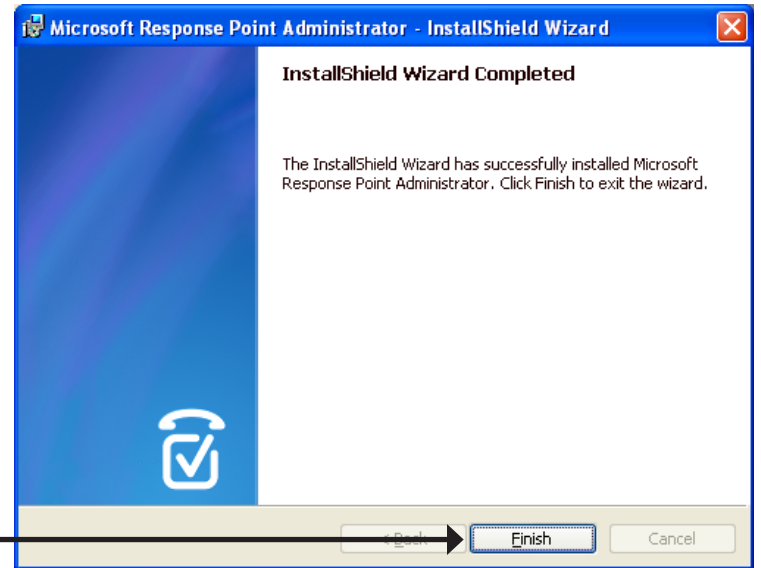 Microsoft Response Point Administrator - InstallShield Wizard
InstallShield Wizard Completed
The InstallShield Wizard has successfully installed Microsoft
Response Point Administrator. Click Finish to exit the wizard.
< Back
Finish
Cancel